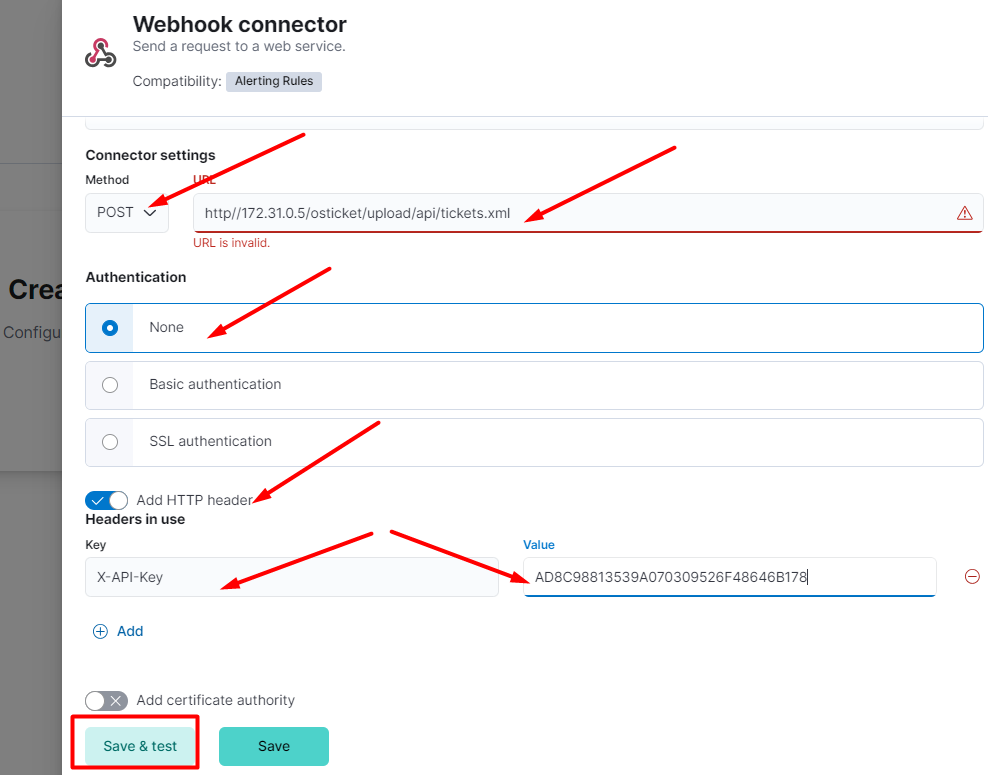 Webhook connector
Send a request to a web service.
Compatibility: Alerting Rules
Connector settings
Method
URL
POST
http//172.31.0.5/osticket/upload/api/tickets.xml
URL is invalid.
Authentication
Crea
Configu
None
Basic authentication
SSL authentication
Add HTTP header
Headers in use
Key
Value
X-API-Key
AD8C98813539A070309526F48646B178
Add
Add certificate authority
Save & test
Save